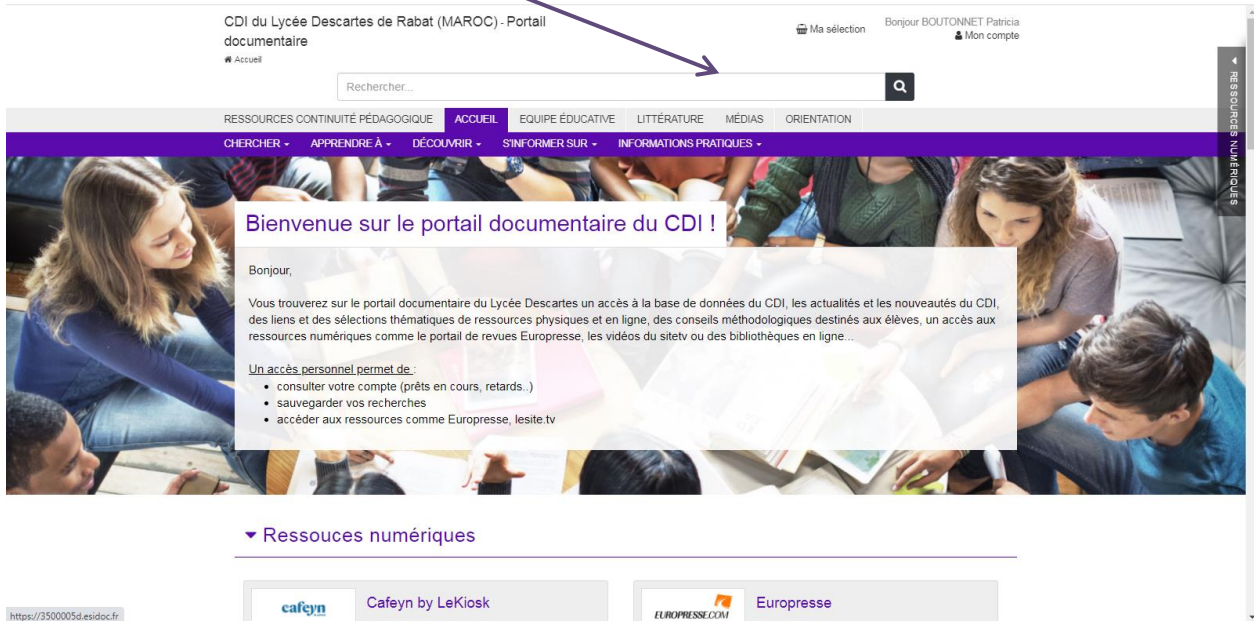 CDI du Lycée Descartes de Rabat (MAROC) - Portail
documentaire
Accueil
Ma sélection
Bonjour BOUTONNET Patricia
Mon compte
Rechercher...
RESSOURCES CONTINUITÉ PÉDAGOGIQUE ACCUEIL EQUIPE ÉDUCATIVE LITTÉRATURE MÉDIAS ORIENTATION
CHERCHER APPRENDRE À DÉCOUVRIR S'INFORMER SUR INFORMATIONS PRATIQUES
RESSOURCES NUMÉRIQUES
Bienvenue sur le portail documentaire du CDI !
Bonjour,
Vous trouverez sur le portail documentaire du Lycée Descartes un accès à la base de données du CDI, les actualités et les nouveautés du CDI,
des liens et des sélections thématiques de ressources physiques et en ligne, des conseils méthodologiques destinés aux élèves, un accès aux
ressources numériques comme le portail de revues Europresse, les vidéos du sitetv ou des bibliothèques en ligne...
Un accès personnel permet de :
• consulter votre compte (prêts en cours, retards..)
• sauvegarder vos recherches
• accéder aux ressources comme Europresse, lesite.tv
Ressouces numériques
cafeyn
Cafeyn by LeKiosk
EUROPRESSE.COM
Europresse
https://3500005d.esidoc.fr